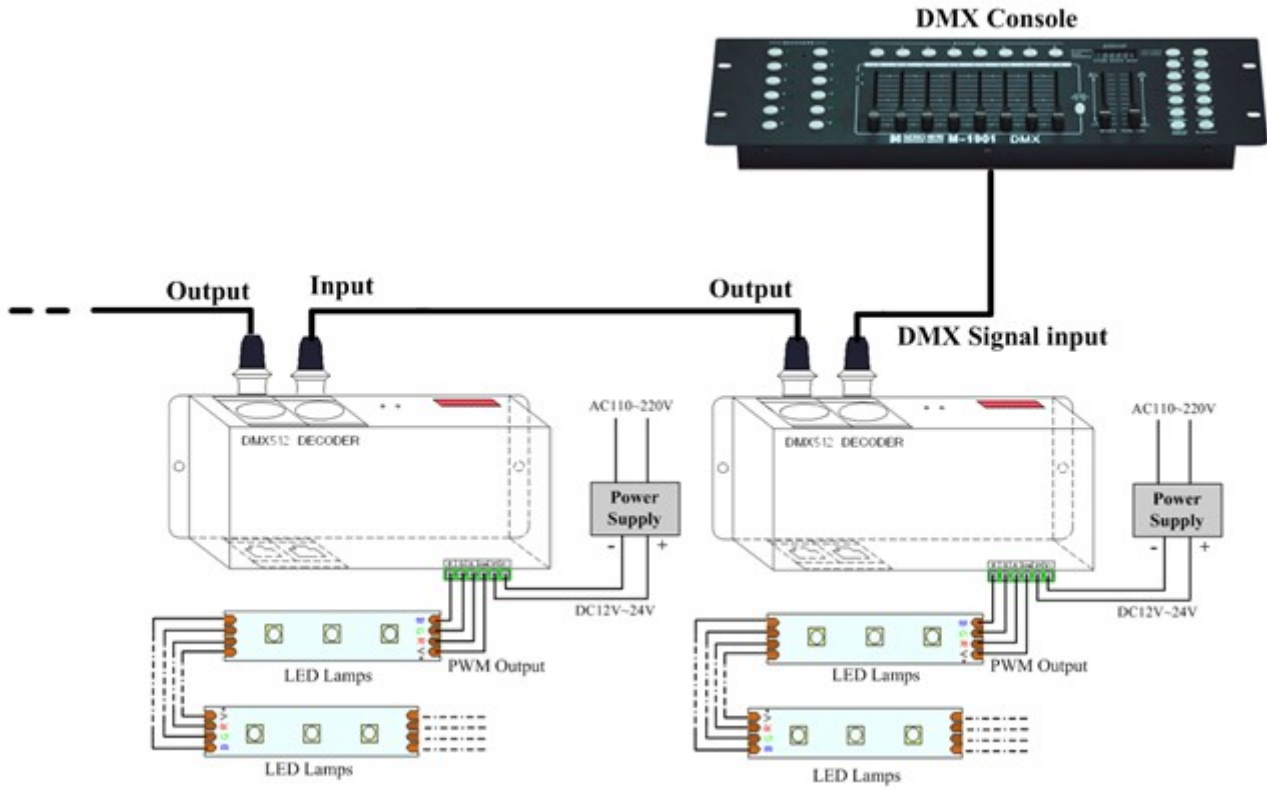 DMX Console
M-1901 DMX
Output
Input
Output
DMX Signal input
AC110~220V
AC110~220V
DMX512 DECODER
DMX512 DECODER
Power
Supply
Power
Supply
- +
- +
DC12V~24V
DC12V~24V
B
G
R
V+
B
G
R
V+
LED Lamps
PWM Output
LED Lamps
PWM Output
V+
R
G
B
V+
R
G
B
LED Lamps
LED Lamps